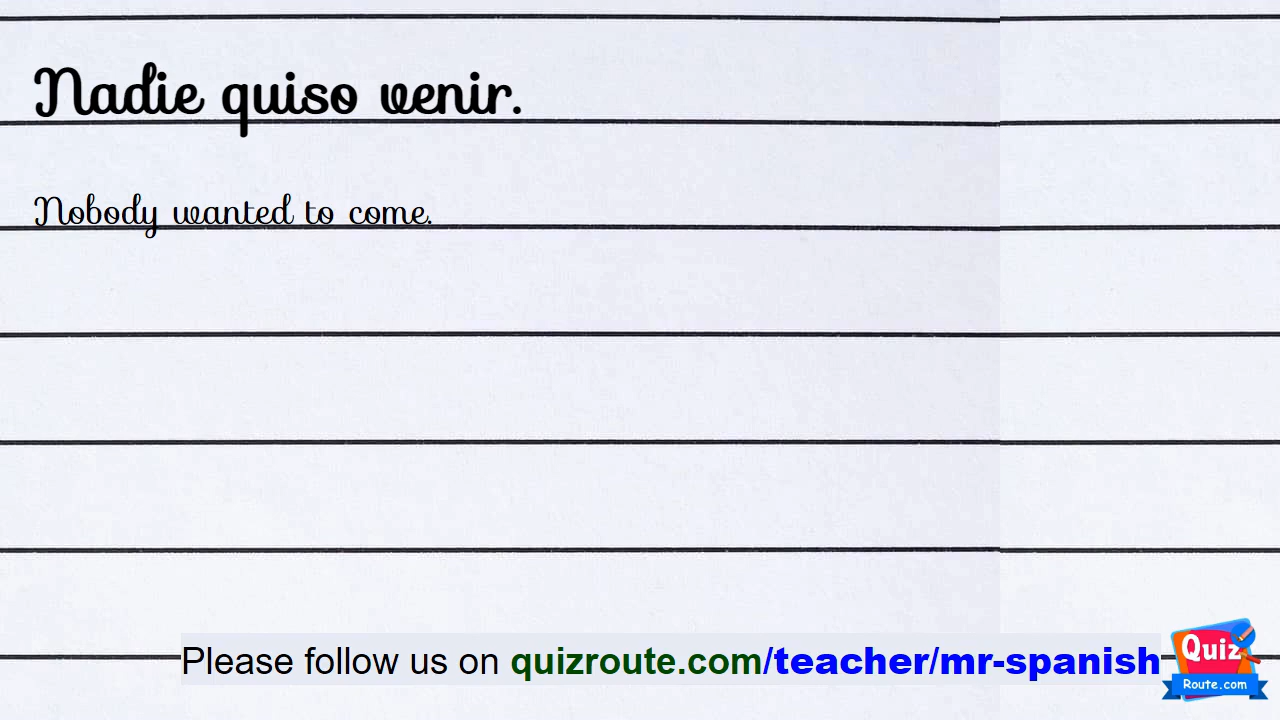 Nadie quiso venir.
Nobody wanted to come.
Please follow us on quizroute.com/teacher/mr-spanish
Quiz
Route.com